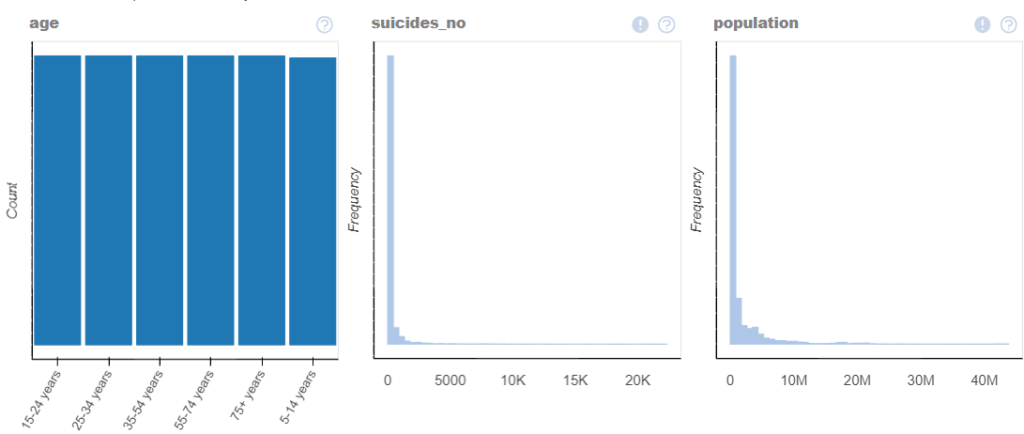 age ?
suicides_no ! ?
population ! ?
Count
15-24 years
25-34 years
35-54 years
55-74 years
75+ years
5-14 years
Frequency
0 5000 10K 15K 20K
Frequency
0 10M 20M 30M 40M